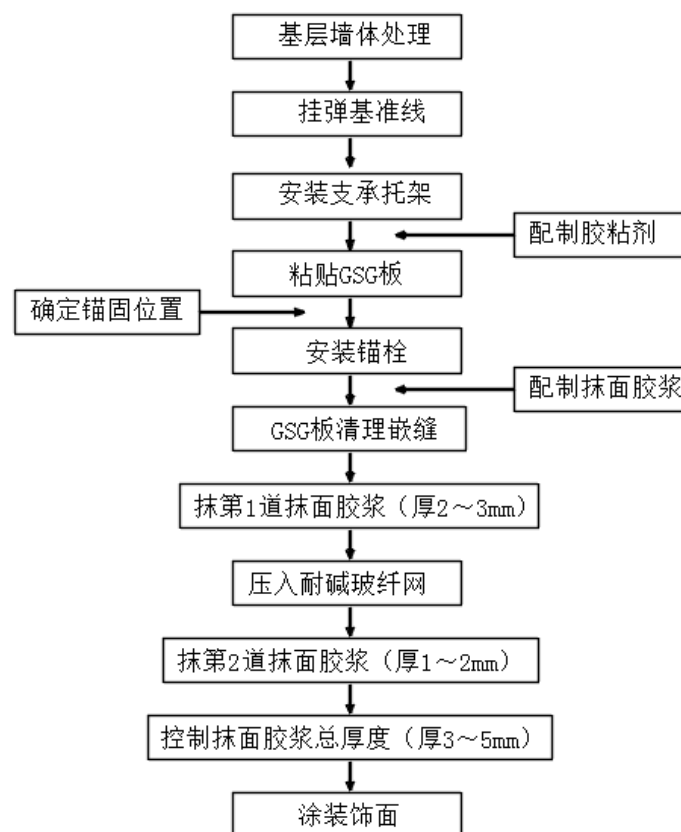 基层墙体处理
挂弹基准线
安装支承托架
配制胶粘剂
粘贴GSG板
确定锚固位置
安装锚栓
配制抹面胶浆
GSG板清理嵌缝
抹第1道抹面胶浆（厚2～3mm）
压入耐碱玻纤网
抹第2道抹面胶浆（厚1～2mm）
控制抹面胶浆总厚度（厚3～5mm）
涂装饰面